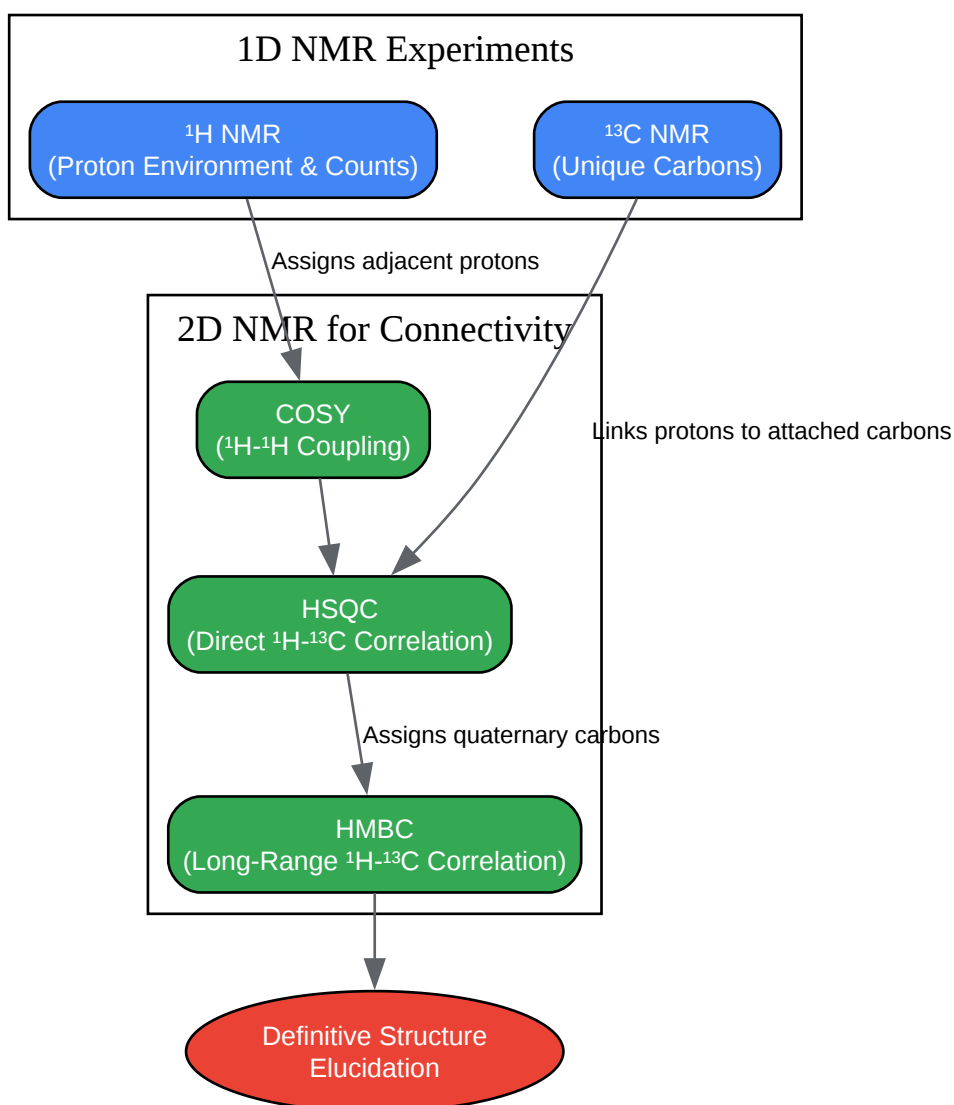 1D NMR Experiments
¹H NMR
(Proton Environment & Counts)
¹³C NMR
(Unique Carbons)
Assigns adjacent protons
2D NMR for Connectivity
COSY
(¹H-¹H Coupling)
Links protons to attached carbons
HSQC
(Direct ¹H-¹³C Correlation)
Assigns quaternary carbons
HMBC
(Long-Range ¹H-¹³C Correlation)
Definitive Structure
Elucidation